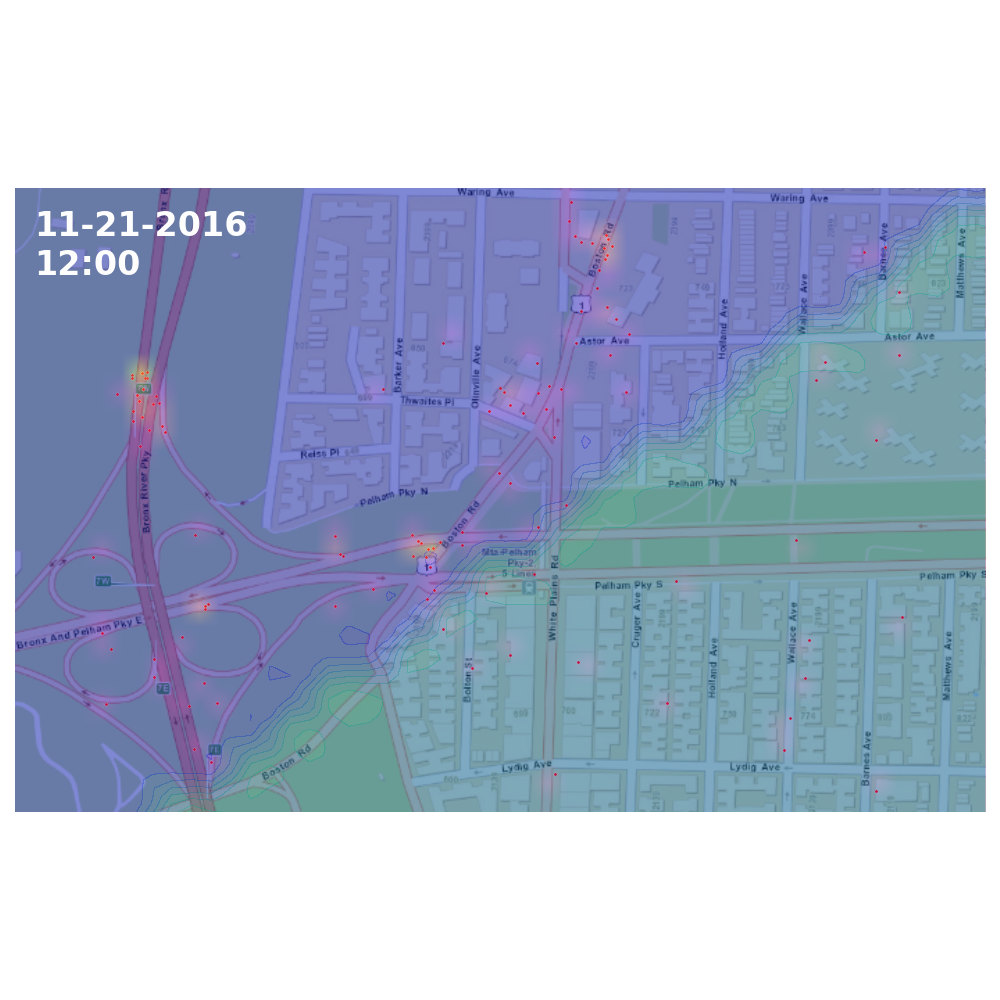 11-21-2016
12:00
Waring Ave
Waring Ave
Boston Rd
Barnes Ave
Matthews Ave
1
Wallace Ave
Holland Ave
Astor Ave
Astor Ave
Barker Ave
Olinville Ave
Thwaites Pl
Reiss Pl
Bronx River Pky
Pelham Pky N
Pelham Pky N
Boston Rd
Mta-Pelham
Pky-2
5 Lines
1
7W
White Plains Rd
Pelham Pky S
Pelham Pky S
Bronx And Pelham Pky E
Cruger Ave
Holland Ave
Wallace Ave
Matthews Ave
Bolton St
7E
7E
Boston Rd
Lydig Ave
Lydig Ave
Barnes Ave